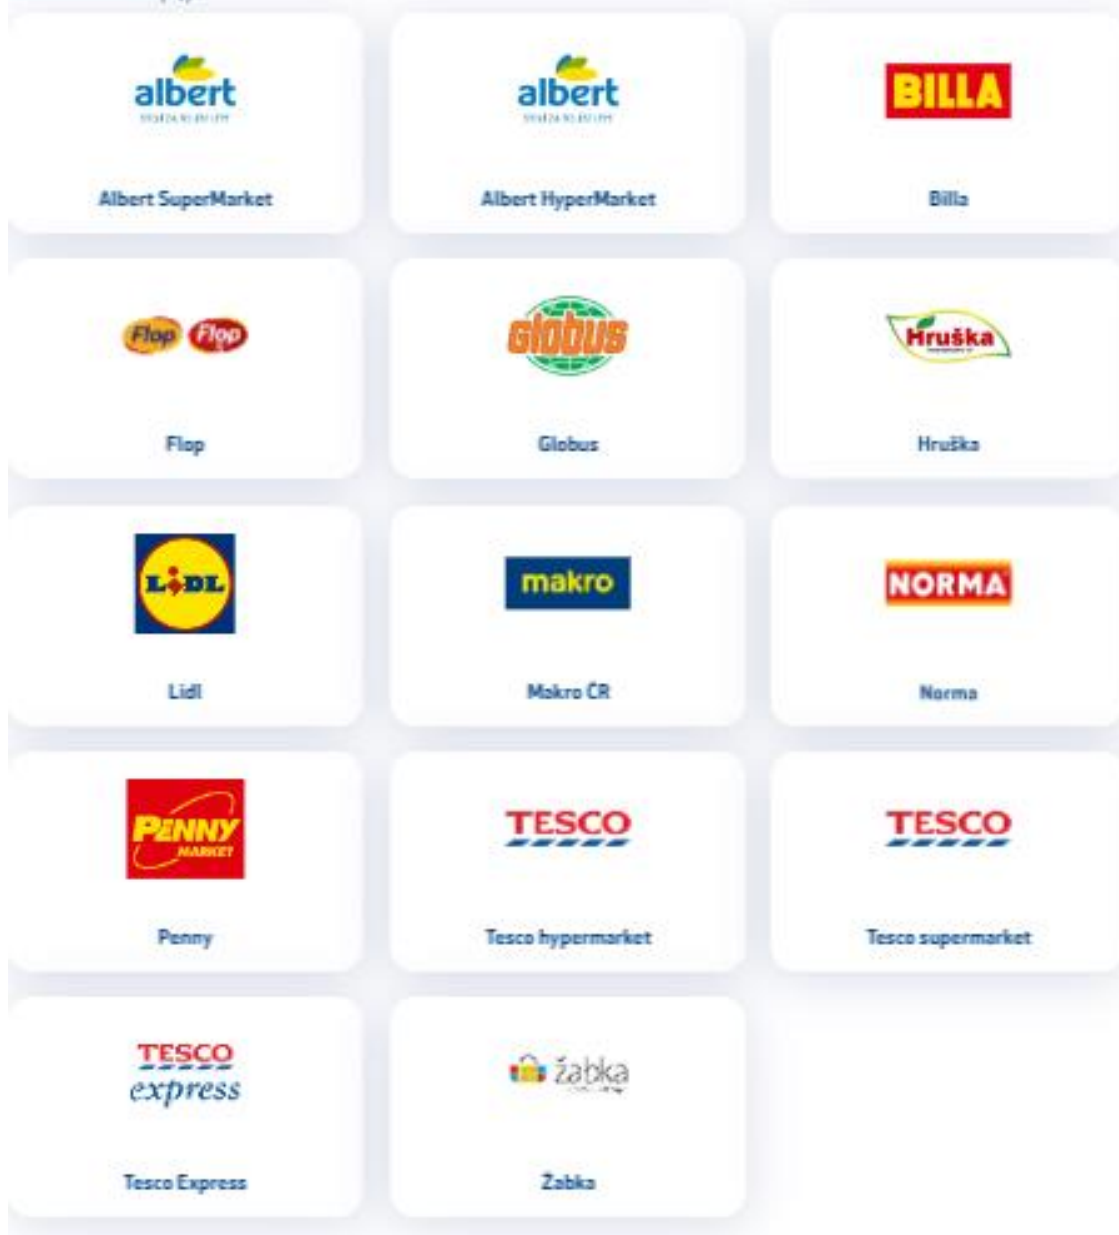 albert
albert
BILLA
Albert SuperMarket
Albert HyperMarket
Billa
Flop Flop
Globus
Hruška
Flop
Globus
Hruška
LIDL
makro
NORMA
Lidl
Makro ČR
Norma
PENNY
MARKET
TESCO
TESCO
Penny
Tesco hypermarket
Tesco supermarket
TESCO
express
žabka
Tesco Express
Žabka